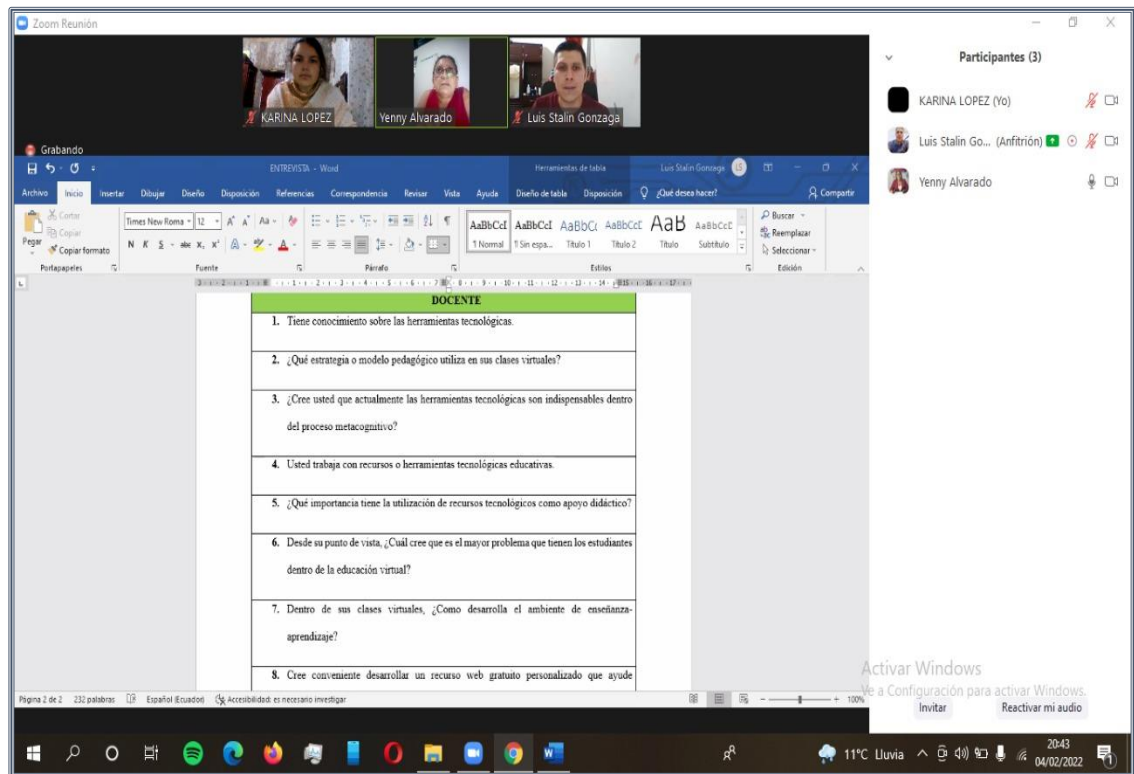 Zoom Reunión
KARINA LOPEZ
Yenny Alvarado
Luis Stalin Gonzaga
Grabando
ENTREVISTA - Word
Herramientas de tabla
Luis Stalin Gonzaga
LS
Archivo Inicio Insertar Dibujar Diseño Disposición Referencias Correspondencia Revisar Vista Ayuda Diseño de tabla Disposición ¿Qué desea hacer? Compartir
Pegar
Cortar
Copiar
Copiar formato
Portapapeles
Times New Roma 12
N K S abc x₂ x²
Fuente
Párrafo
AaBbCcI AaBbCcI AaBbC( AaBbCcE AaB AaBbCcE
¶ Normal ¶ Sin espa... Título 1 Título 2 Título Subtítulo
Estilos
Buscar
Reemplazar
Seleccionar
Edición
DOCENTE
1. Tiene conocimiento sobre las herramientas tecnológicas.
2. ¿Qué estrategia o modelo pedagógico utiliza en sus clases virtuales?
3. ¿Cree usted que actualmente las herramientas tecnológicas son indispensables dentro
del proceso metacognitivo?
4. Usted trabaja con recursos o herramientas tecnológicas educativas.
5. ¿Qué importancia tiene la utilización de recursos tecnológicos como apoyo didáctico?
6. Desde su punto de vista, ¿Cuál cree que es el mayor problema que tienen los estudiantes
dentro de la educación virtual?
7. Dentro de sus clases virtuales, ¿Como desarrolla el ambiente de enseñanza-
aprendizaje?
8. Cree conveniente desarrollar un recurso web gratuito personalizado que ayude
Página 2 de 2 232 palabras Español (Ecuador) Accesibilidad: es necesario investigar
100%
Participantes (3)
KARINA LOPEZ (Yo)
Luis Stalin Go... (Anfitrión)
Yenny Alvarado
Activar Windows
Ve a Configuración para activar Windows.
Invitar
Reactivar mi audio
11°C Lluvia
20:43
04/02/2022